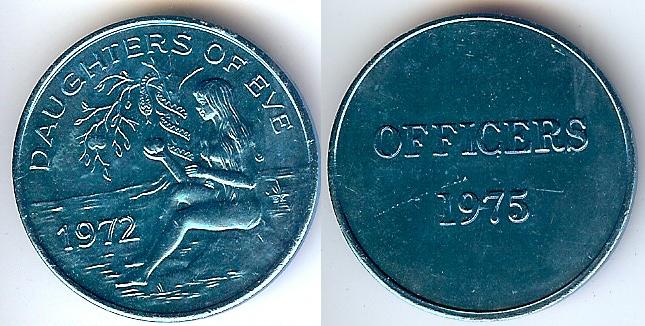 DAUGHTERS OF EVE
1972
OFFICERS
1975